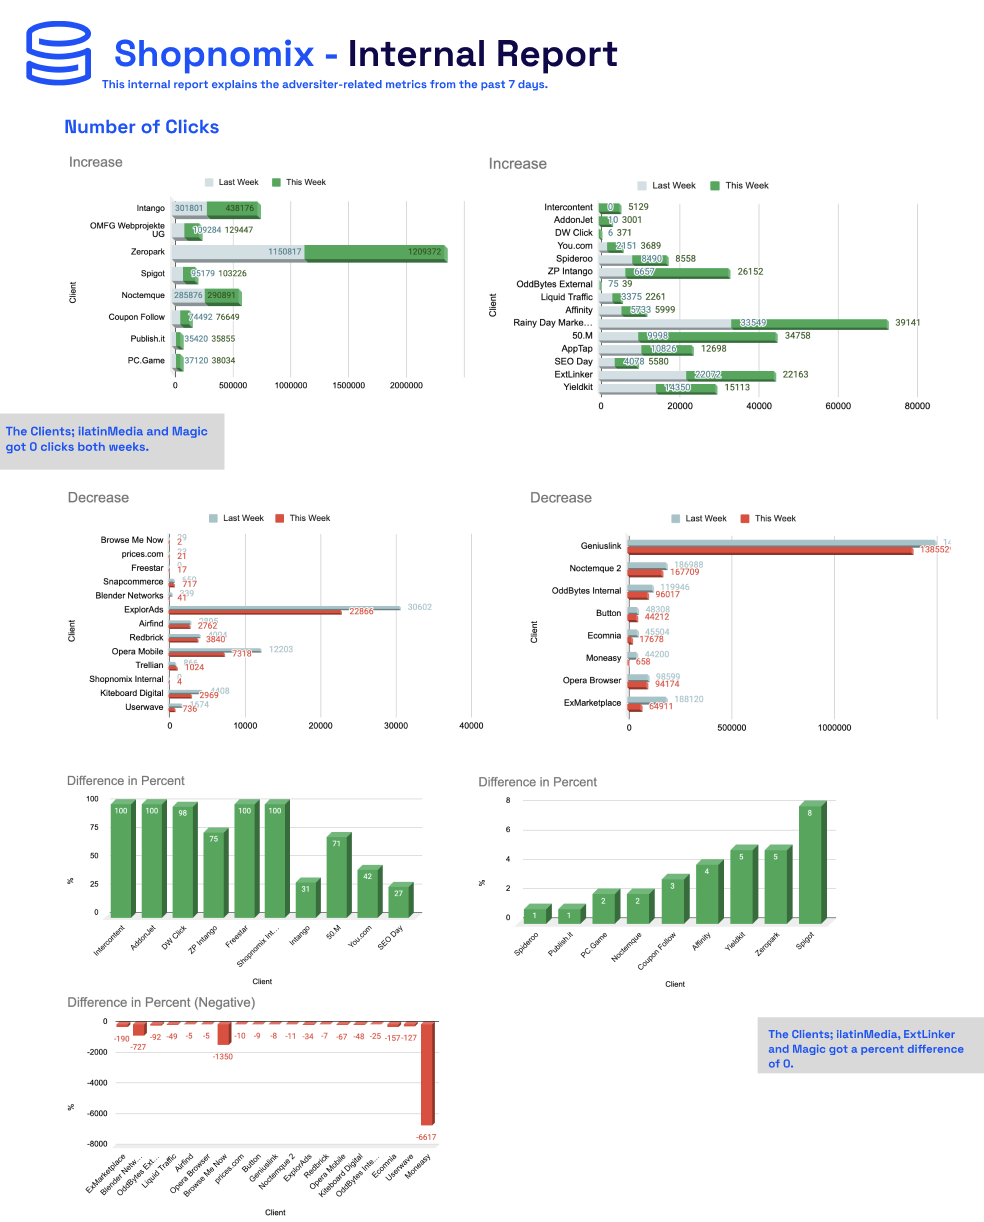 Shopnomix - Internal Report
This internal report explains the adversiter-related metrics from the past 7 days.
Number of Clicks
Increase
Last Week
This Week
Client
Intango
301801
438176
OMFG Webprojekte
UG
109284
129447
Zeropark
1150817
1209372
Spigot
95179
103226
Noctemque
285876
290891
Coupon Follow
74492
76649
Publish.it
35420
35855
PC.Game
37120
38034
0
500000
1000000
1500000
2000000
Increase
Last Week
This Week
Client
Intercontent
0
5129
AddonJet
10
3001
DW Click
6
371
You.com
2151
3689
Spideroo
8490
8558
ZP Intango
6657
26152
OddBytes External
75
39
Liquid Traffic
3375
2261
Affinity
5733
5999
Rainy Day Marke...
33549
39141
50.M
9998
34758
AppTap
10826
12698
SEO Day
4078
5580
ExtLinker
22072
22163
Yieldkit
14350
15113
0
20000
40000
60000
80000
The Clients; ilatinMedia and Magic
got 0 clicks both weeks.
Decrease
Last Week
This Week
Client
Browse Me Now
29
2
prices.com
21
Freestar
17
Snapcommerce
717
Blender Networks
339
41
ExplorAds
30602
22866
Airfind
2762
Redbrick
3840
Opera Mobile
12203
7318
Trellian
1024
Shopnomix Internal
4
Kiteboard Digital
4408
2969
Userwave
1674
736
0
10000
20000
30000
40000
Decrease
Last Week
This Week
Client
Geniuslink
Noctemque 2
186988
167709
OddBytes Internal
119946
96017
Button
48308
44212
Ecomnia
45504
17678
Moneasy
44200
658
Opera Browser
98599
94174
ExMarketplace
188120
64911
0
500000
1000000
Difference in Percent
%
100
75
50
25
0
100
100
98
75
100
100
31
71
42
27
Intercontent
AddonJet
DW Click
ZP Intango
Freestar
Shopnomix Int...
Intango
50.M
You.com
SEO Day
Client
Difference in Percent
%
8
6
4
2
0
1
1
2
2
3
4
5
5
8
Spideroo
Publish.it
PC.Game
Noctemque
Coupon Follow
Affinity
Yieldkit
Zeropark
Spigot
Client
Difference in Percent (Negative)
%
0
-2000
-4000
-6000
-8000
-190
-727
-92
-49
-5
-5
-1350
-10
-9
-8
-11
-34
-7
-67
-48
-25
-157
-127
-6617
ExMarketplace
Blender Netw...
OddBytes Ext...
Liquid Traffic
Airfind
Opera Browser
Browse Me Now
prices.com
Button
Geniuslink
Noctemque 2
ExplorAds
Redbrick
Opera Mobile
Kiteboard Digital
OddBytes Inte...
Ecomnia
Userwave
Moneasy
Client
The Clients; ilatinMedia, ExtLinker
and Magic got a percent difference
of 0.